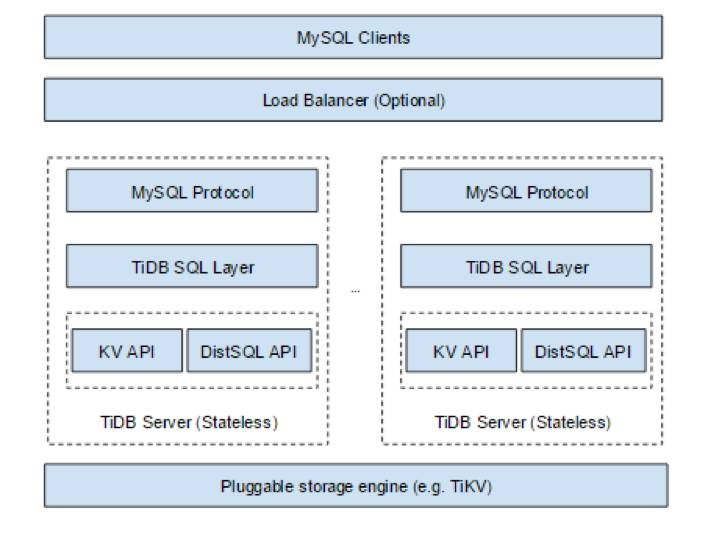 MySQL Clients
Load Balancer (Optional)
MySQL Protocol
TiDB SQL Layer
KV API
DistSQL API
TiDB Server (Stateless)
...
MySQL Protocol
TiDB SQL Layer
KV API
DistSQL API
TiDB Server (Stateless)
Pluggable storage engine (e.g. TiKV)